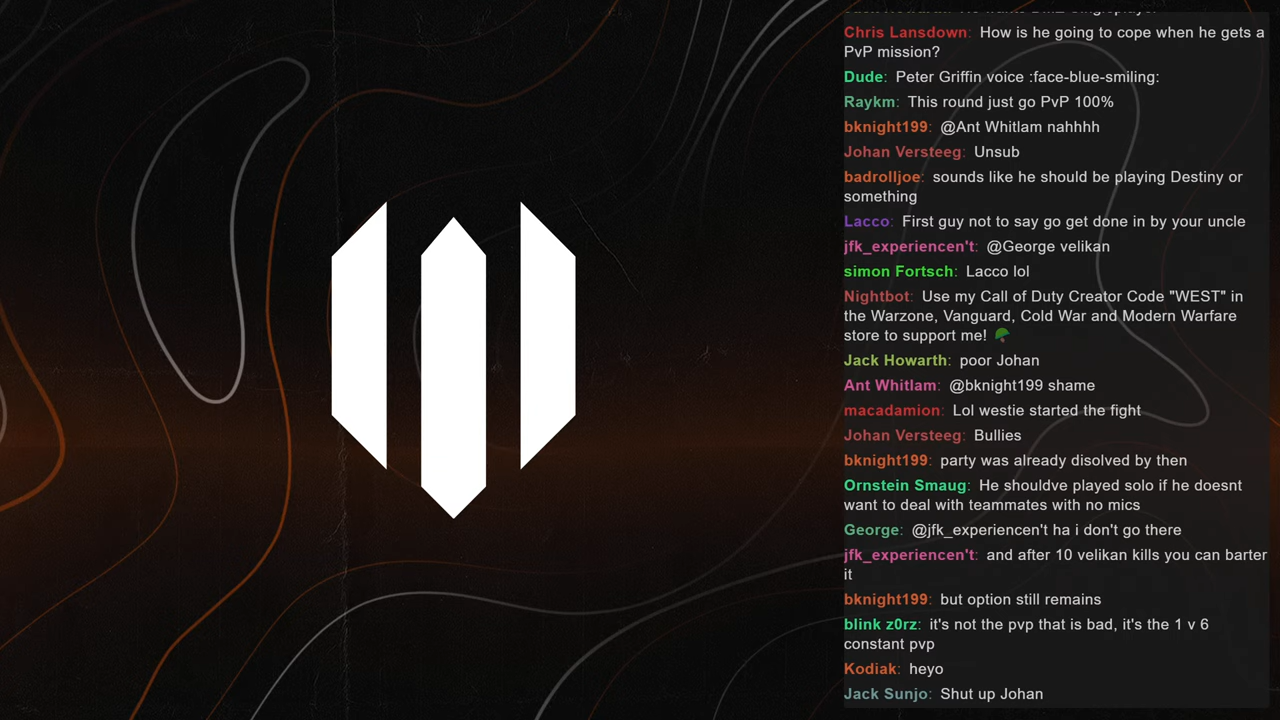 Chris Lansdown: How is he going to cope when he gets a
PvP mission?
Dude: Peter Griffin voice :face-blue-smiling:
Raykm: This round just go PvP 100%
bknight199: @Ant Whitlam nahhhh
Johan Versteeg: Unsub
badrolljoe: sounds like he should be playing Destiny or
something
Lacco: First guy not to say go get done in by your uncle
jfk_experiencen't: @George velikan
simon Fortsch: Lacco lol
Nightbot: Use my Call of Duty Creator Code "WEST" in
the Warzone, Vanguard, Cold War and Modern Warfare
store to support me!
Jack Howarth: poor Johan
Ant Whitlam: @bknight199 shame
macadamion: Lol westie started the fight
Johan Versteeg: Bullies
bknight199: party was already disolved by then
Ornstein Smaug: He shouldve played solo if he doesnt
want to deal with teammates with no mics
George: @jfk_experiencen't ha i don't go there
jfk_experiencen't: and after 10 velikan kills you can barter
it
bknight199: but option still remains
blink z0rz: it's not the pvp that is bad, it's the 1 v 6
constant pvp
Kodiak: heyo
Jack Sunjo: Shut up Johan